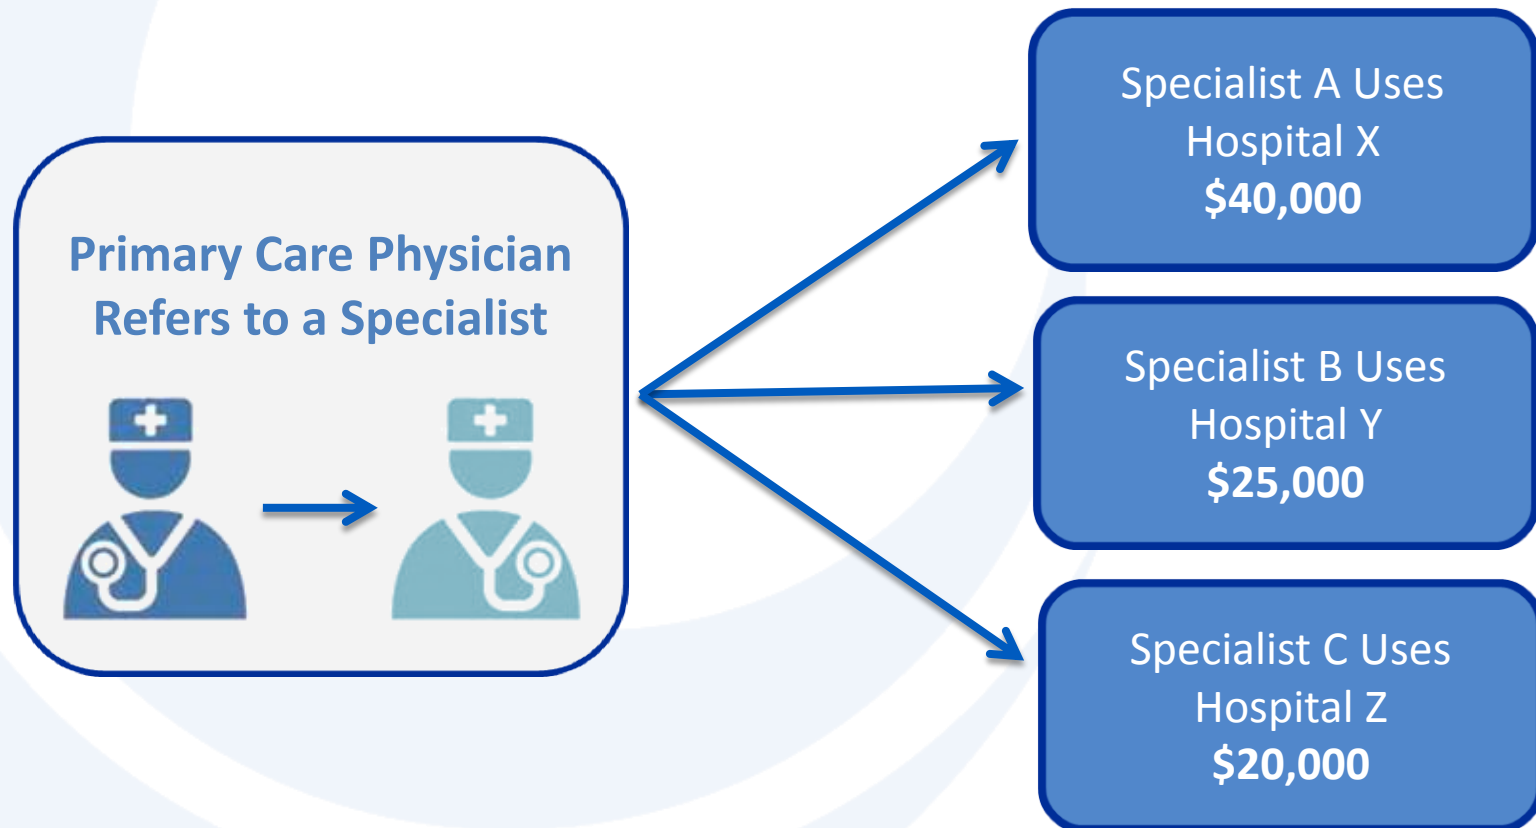 Primary Care Physician
Refers to a Specialist
Specialist A Uses
Hospital X
$40,000
Specialist B Uses
Hospital Y
$25,000
Specialist C Uses
Hospital Z
$20,000